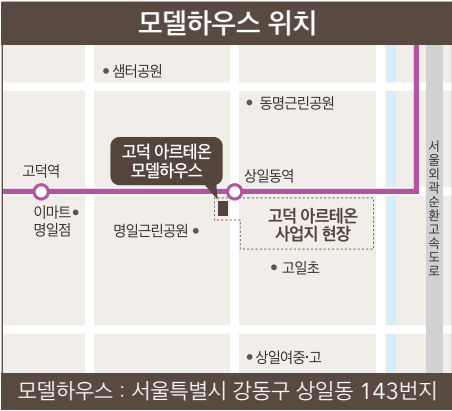 모델하우스 위치
샘터공원
동명근린공원
고덕 아르테온
모델하우스
고덕역
상일동역
이마트
명일점
명일근린공원
고덕 아르테온
사업지 현장
고일초
서울외곽순환고속도로
상일여중·고
모델하우스 : 서울특별시 강동구 상일동 143번지